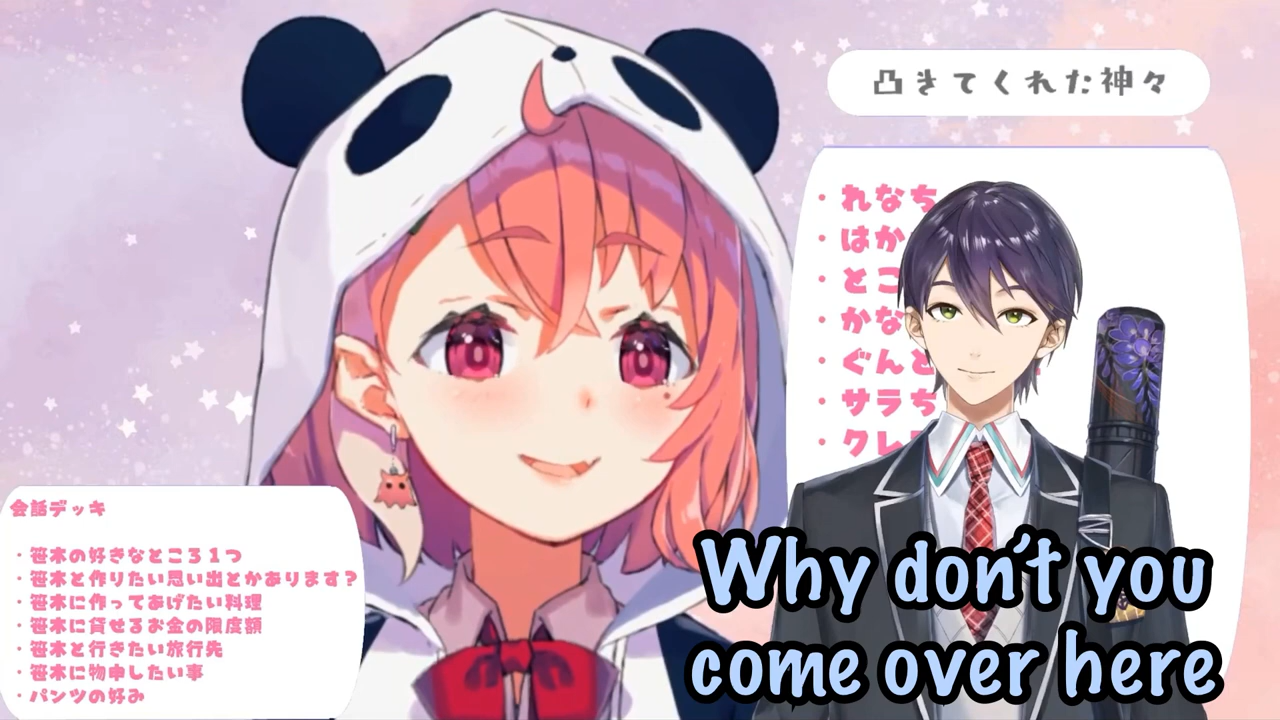 凸きてくれた神々
・れなち
・はか
・とこ
・かな
・ぐんと
・サラち
・クレ
会話デッキ
・笹木の好きなところ１つ
・笹木と作りたい思い出とかあります？
・笹木に作ってあげたい料理
・笹木に貸せるお金の限度額
・笹木と行きたい旅行先
・笹木に物申したい事
・パンツの好み
Why don't you
come over here